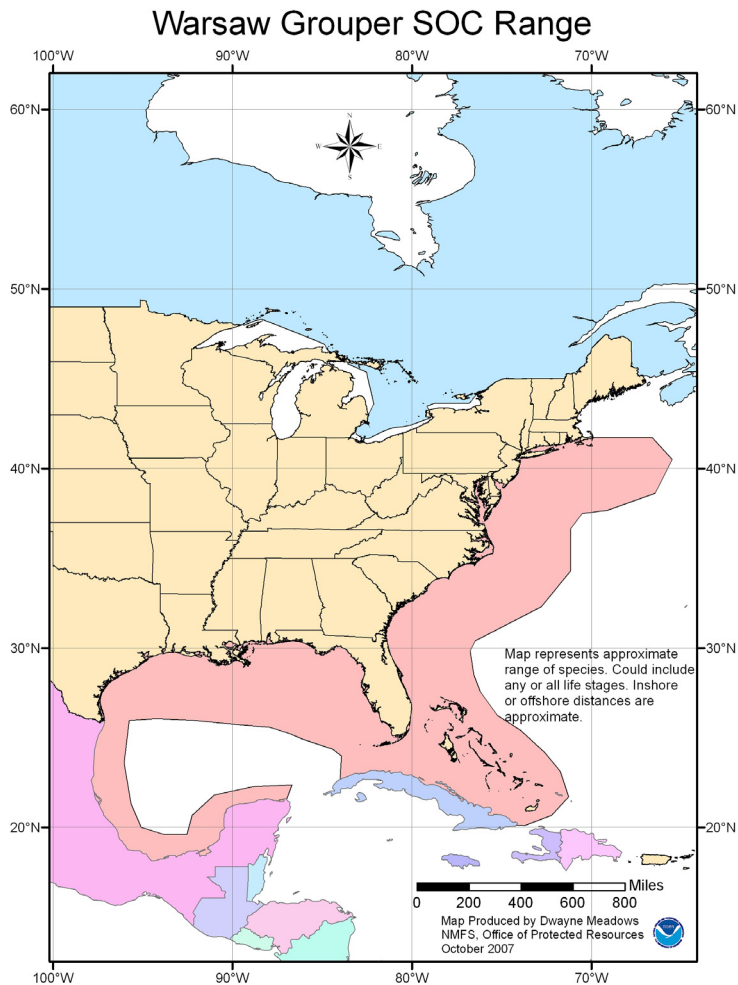 Warsaw Grouper SOC Range
100°W 90°W 80°W 70°W
60°N 60°N
N
W E
S
50°N 50°N
40°N 40°N
30°N 30°N
Map represents approximate
range of species. Could include
any or all life stages. Inshore
or offshore distances are
approximate.
20°N 20°N
Miles
0 200 400 600 800
Map Produced by Dwayne Meadows
NMFS, Office of Protected Resources
October 2007
100°W 90°W 80°W 70°W